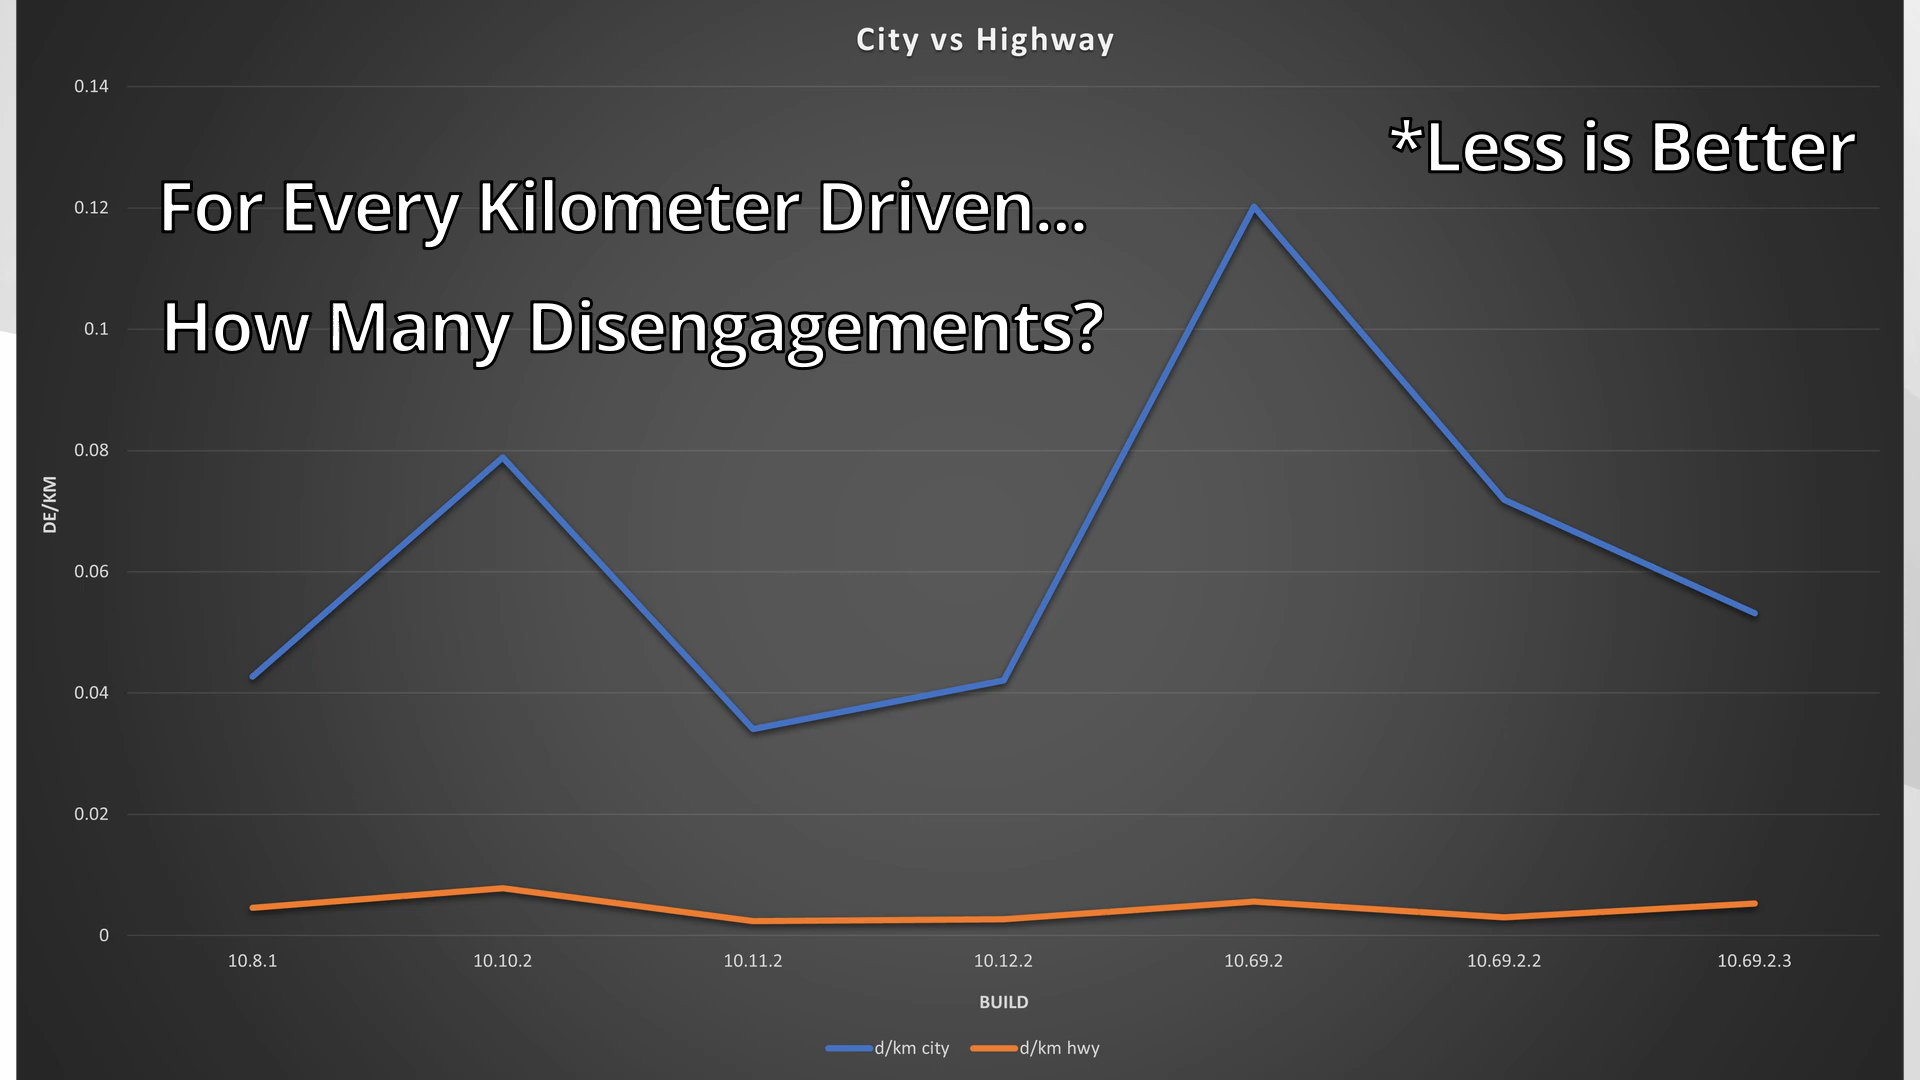 City vs Highway
0.14
*Less is Better
For Every Kilometer Driven...
0.12
How Many Disengagements?
0.1
0.08
DE/KM
0.06
0.04
0.02
0
10.8.1 10.10.2 10.11.2 10.12.2 10.69.2 10.69.2.2 10.69.2.3
BUILD
d/km city d/km hwy